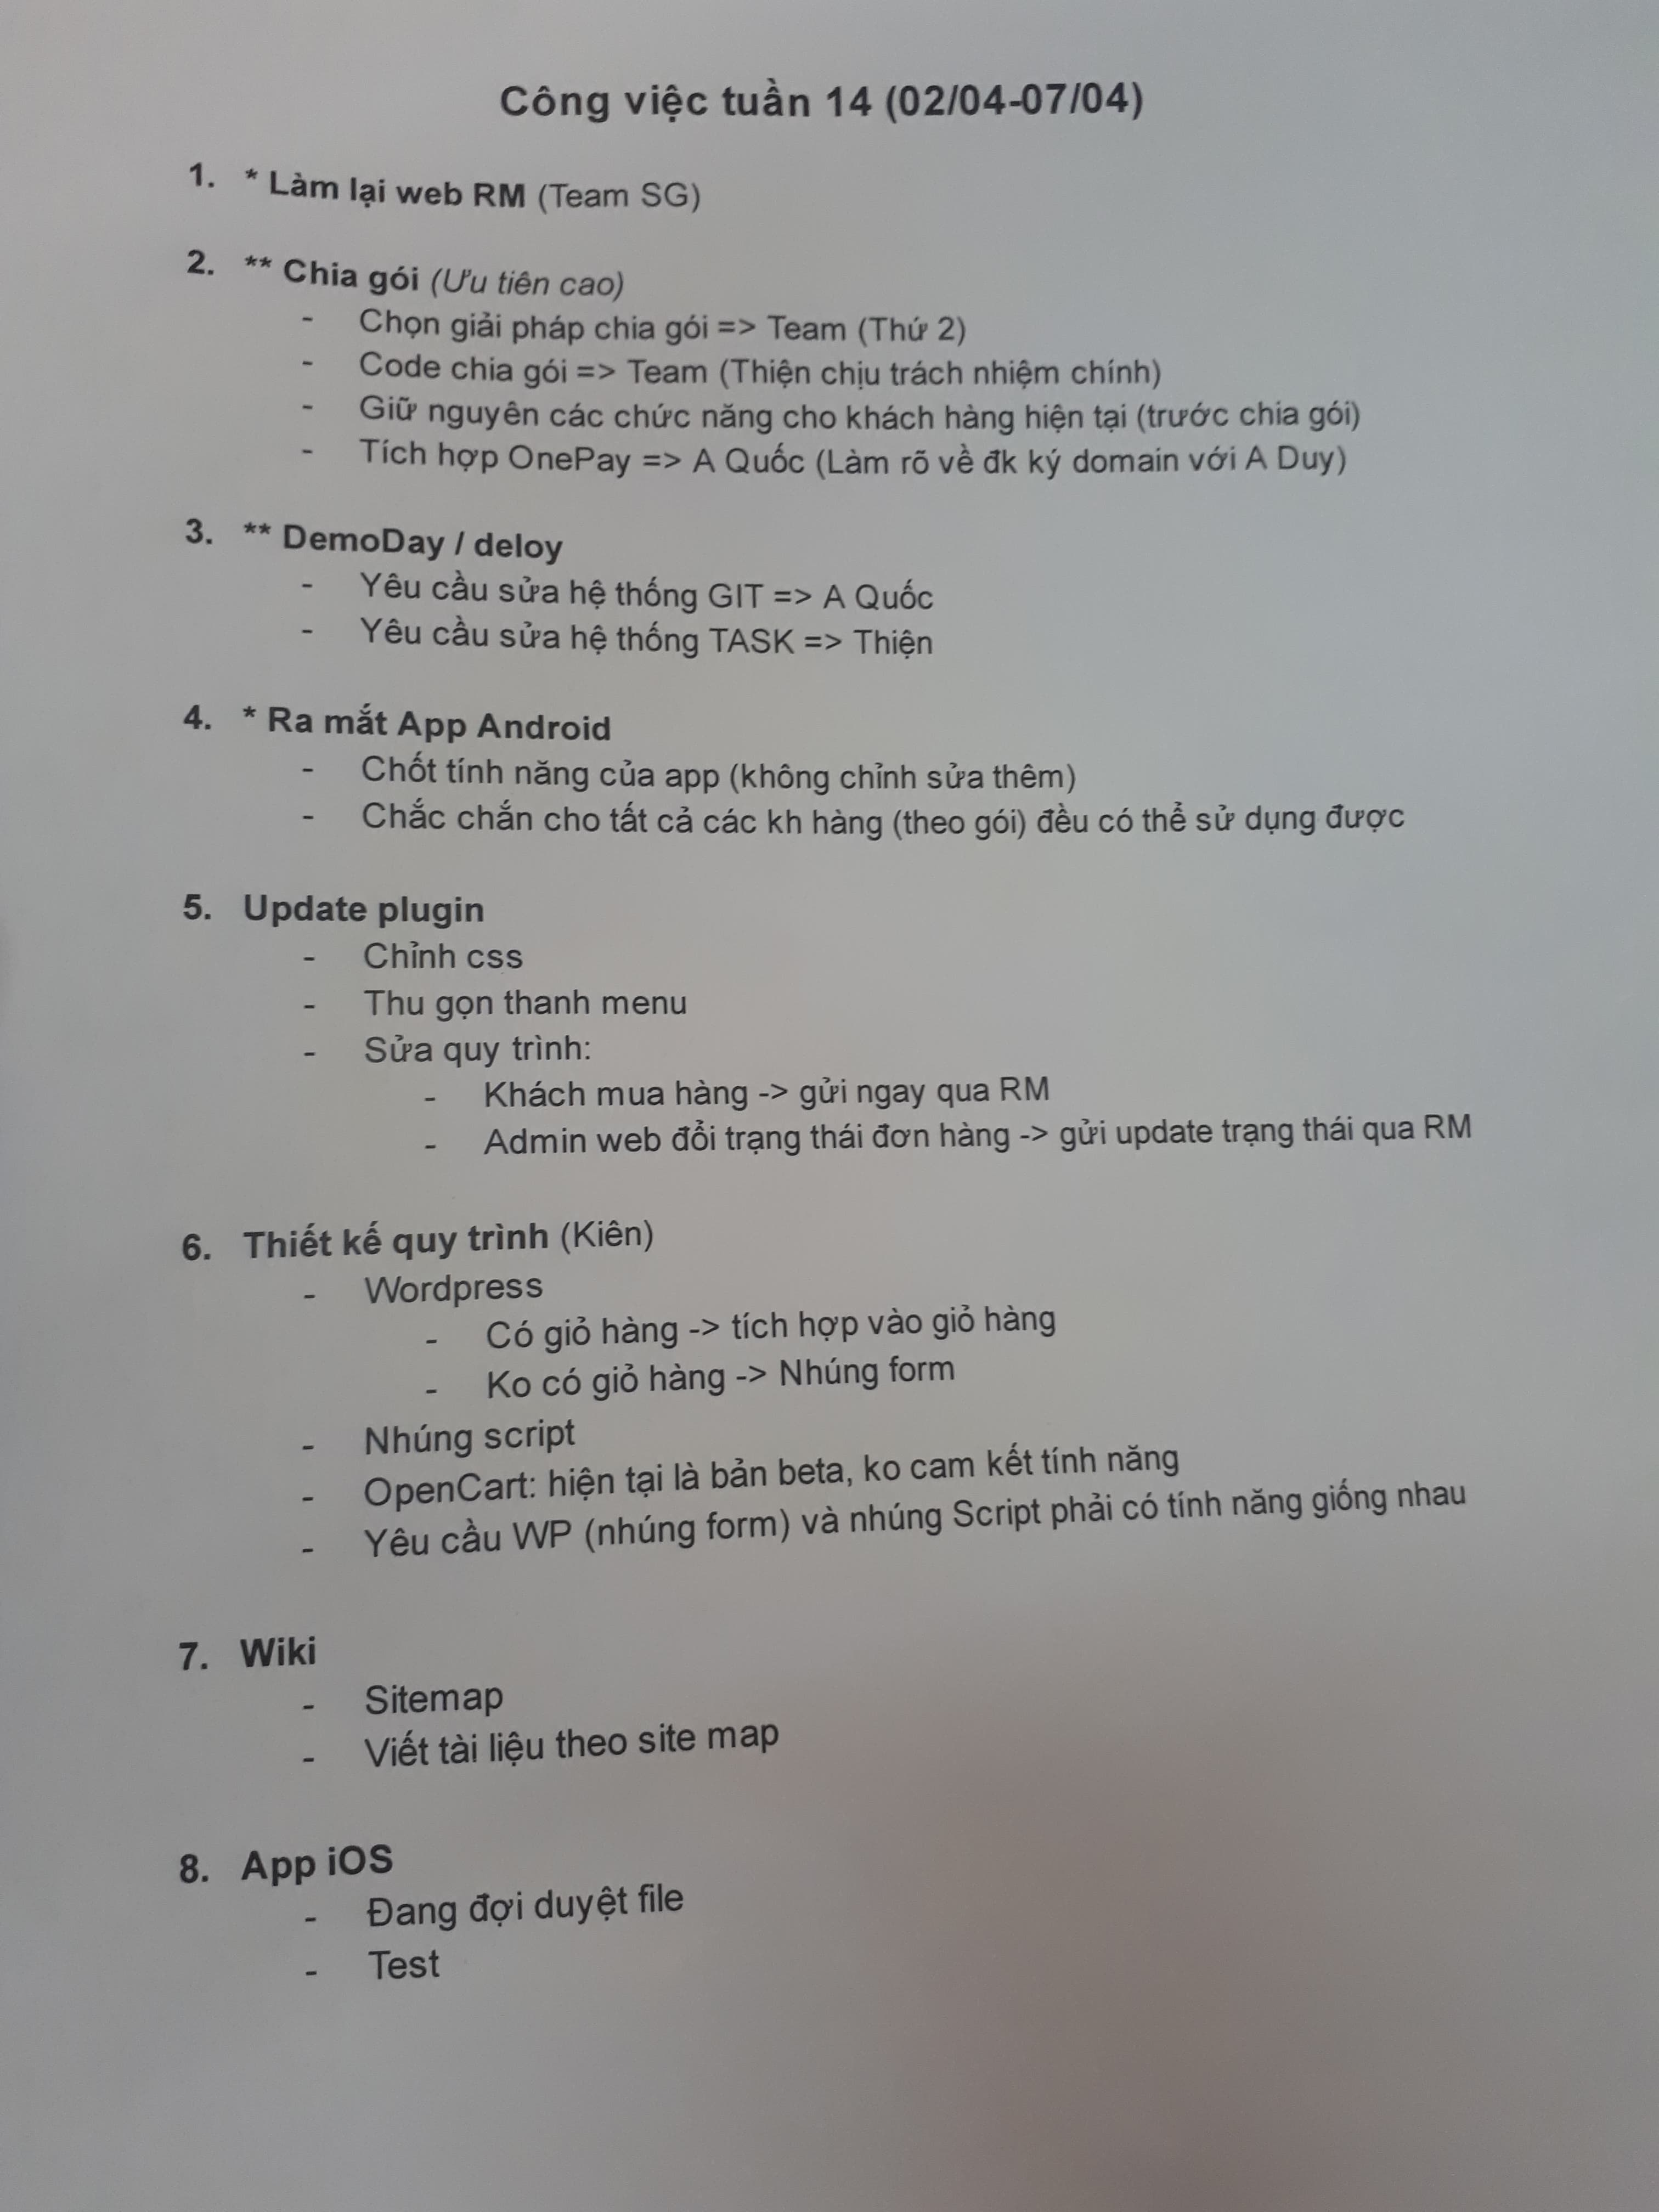 Công việc tuần 14 (02/04-07/04)
1. * Làm lại web RM (Team SG)
2. ** Chia gói (Ưu tiên cao)
- Chọn giải pháp chia gói => Team (Thứ 2)
- Code chia gói => Team (Thiện chịu trách nhiệm chính)
- Giữ nguyên các chức năng cho khách hàng hiện tại (trước chia gói)
- Tích hợp OnePay => A Quốc (Làm rõ về đk ký domain với A Duy)
3. ** DemoDay / deloy
- Yêu cầu sửa hệ thống GIT => A Quốc
- Yêu cầu sửa hệ thống TASK => Thiện
4. * Ra mắt App Android
- Chốt tính năng của app (không chỉnh sửa thêm)
- Chắc chắn cho tất cả các kh hàng (theo gói) đều có thể sử dụng được
5. Update plugin
- Chỉnh css
- Thu gọn thanh menu
- Sửa quy trình:
- Khách mua hàng -> gửi ngay qua RM
- Admin web đổi trạng thái đơn hàng -> gửi update trạng thái qua RM
6. Thiết kế quy trình (Kiên)
- Wordpress
- Có giỏ hàng -> tích hợp vào giỏ hàng
- Ko có giỏ hàng -> Nhúng form
- Nhúng script
- OpenCart: hiện tại là bản beta, ko cam kết tính năng
- Yêu cầu WP (nhúng form) và nhúng Script phải có tính năng giống nhau
7. Wiki
- Sitemap
- Viết tài liệu theo site map
8. App iOS
- Đang đợi duyệt file
- Test